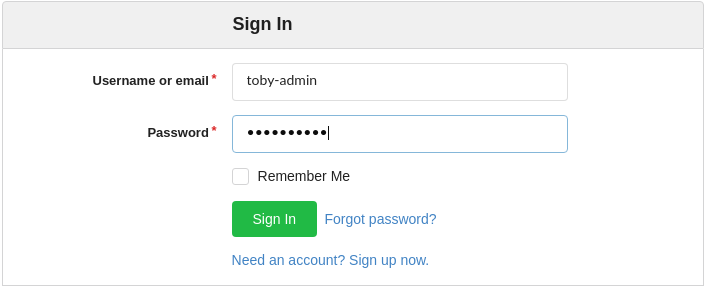 Sign In
Username or email *
toby-admin
Password *
••••••••••
Remember Me
Sign In Forgot password?
Need an account? Sign up now.